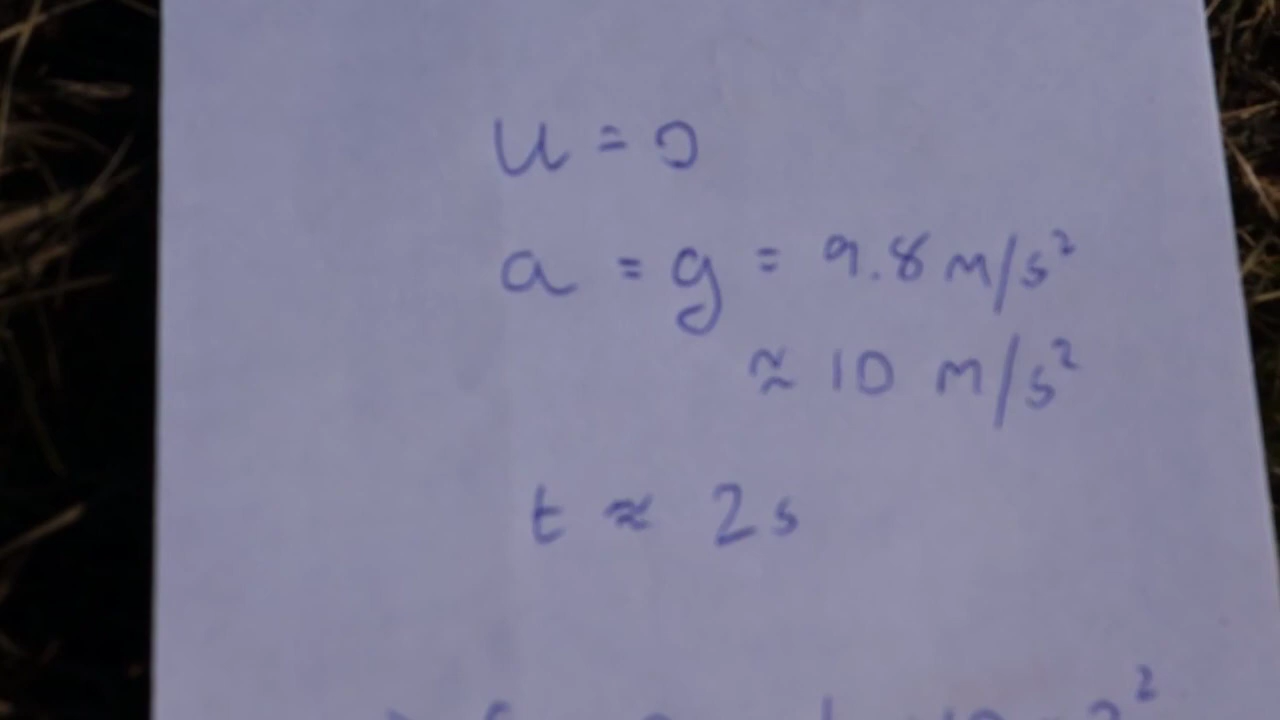 u = 0
a = g = 9.8 m/s²
≈ 10 m/s²
t ≈ 2s